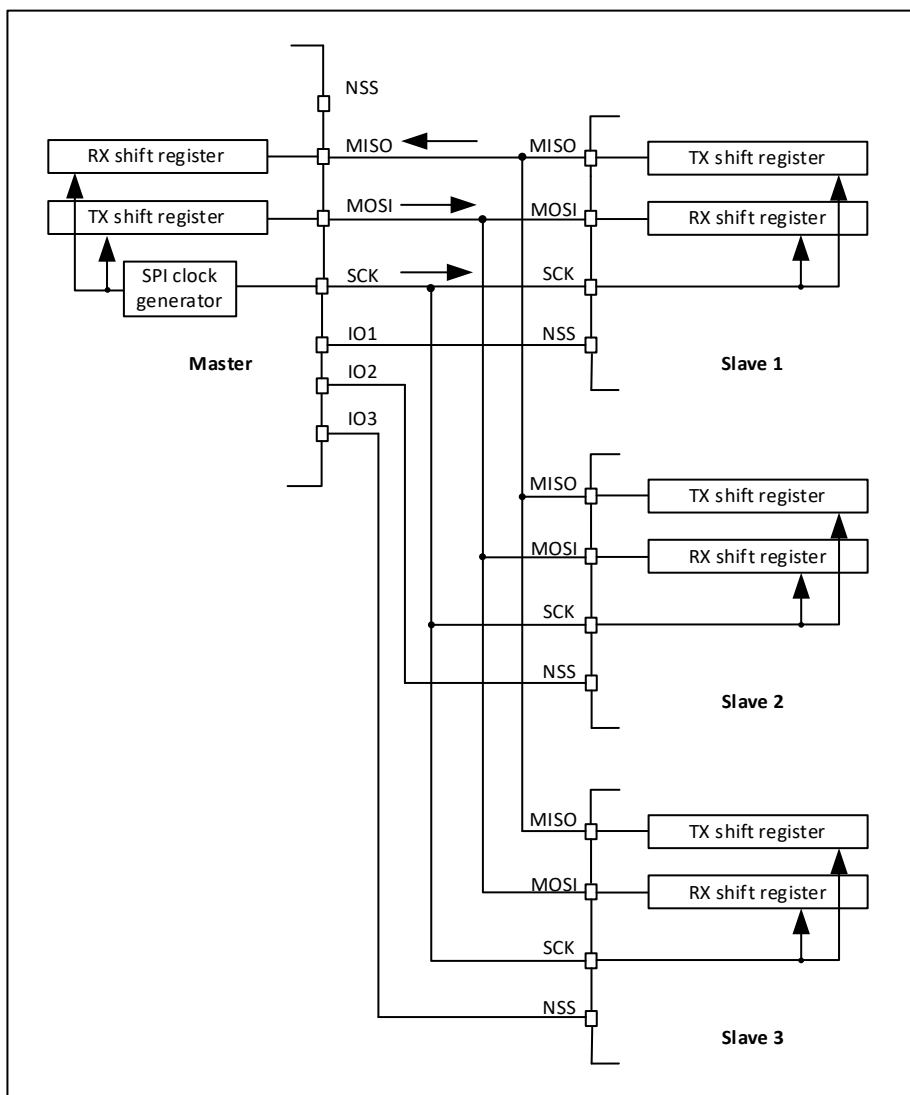 NSS
RX shift register
MISO
MISO
TX shift register
TX shift register
MOSI
MOSI
RX shift register
SPI clock
generator
SCK
SCK
IO1
NSS
Master
Slave 1
IO2
IO3
MISO
TX shift register
MOSI
RX shift register
SCK
NSS
Slave 2
MISO
TX shift register
MOSI
RX shift register
SCK
NSS
Slave 3